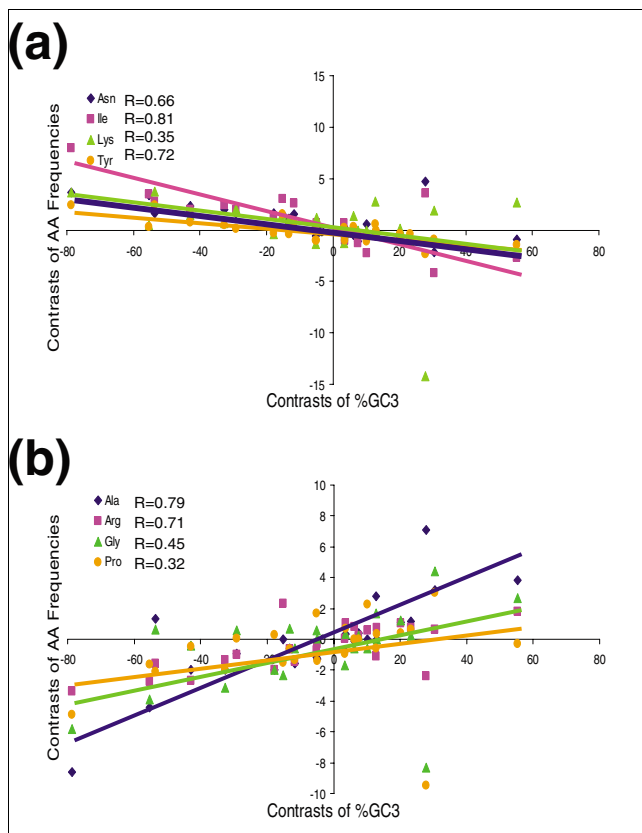 (a)
Contrasts of AA Frequencies
Asn R=0.66
Ile R=0.81
Lys R=0.35
Tyr R=0.72
15
10
5
-80 -60 -40 -20 0 20 40 60 80
-5
-10
-15
Contrasts of %GC3
(b)
Contrasts of AA Frequencies
Ala R=0.79
Arg R=0.71
Gly R=0.45
Pro R=0.32
10
8
6
4
2
-80 -60 -40 -20 0 20 40 60 80
-2
-4
-6
-8
-10
Contrasts of %GC3